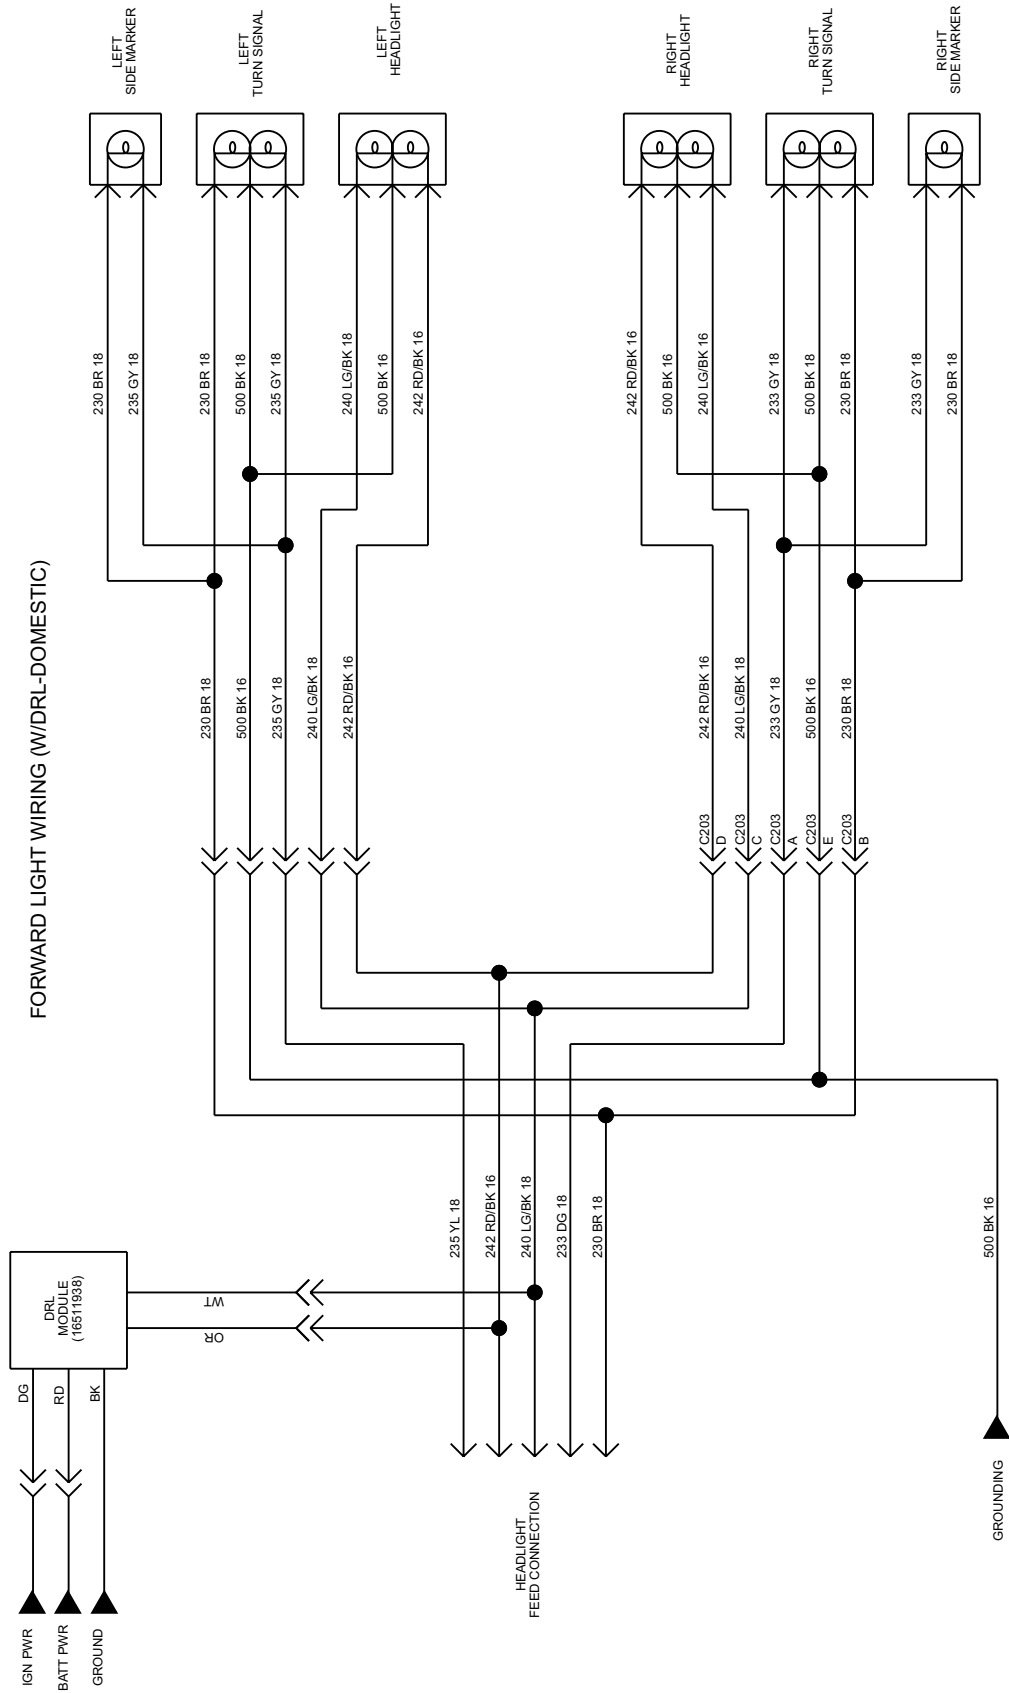 FORWARD LIGHT WIRING (W/DRL-DOMESTIC)
LEFT
SIDE MARKER
LEFT
TURN SIGNAL
LEFT
HEADLIGHT
RIGHT
HEADLIGHT
RIGHT
TURN SIGNAL
RIGHT
SIDE MARKER
230 BR 18
235 GY 18
230 BR 18
500 BK 18
235 GY 18
240 LG/BK 18
500 BK 16
242 RD/BK 16
242 RD/BK 16
500 BK 16
240 LG/BK 16
233 GY 18
500 BK 18
230 BR 18
233 GY 18
230 BR 18
230 BR 18
500 BK 16
235 GY 18
240 LG/BK 18
242 RD/BK 16
242 RD/BK 16
240 LG/BK 18
233 GY 18
500 BK 16
230 BR 18
C203
D
C203
C
C203
A
C203
E
C203
B
235 YL 18
242 RD/BK 16
240 LG/BK 18
233 DG 18
230 BR 18
500 BK 16
DRL
MODULE
(16511938)
WT
OR
DG
RD
BK
IGN PWR
BATT PWR
GROUND
HEADLIGHT
FEED CONNECTION
GROUNDING